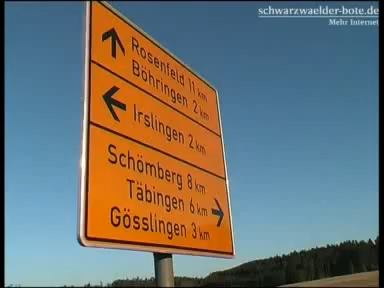 schwarzwaelder-bote.de
Mehr Internet
Rosenfeld 11 km
Böhringen 2 km
Irslingen 2 km
Schömberg 8 km
Täbingen 6 km
Gösslingen 3 km